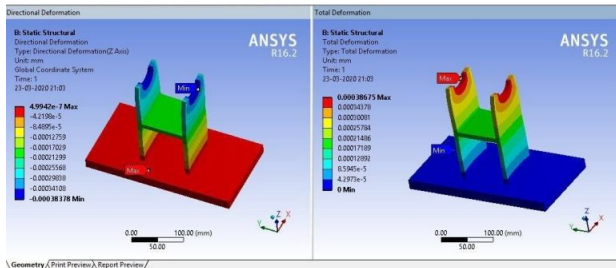 Directional Deformation
B: Static Structural
Directional Deformation
Type: Directional Deformation(Z Axis)
Unit: mm
Global Coordinate System
Time: 1
23-03-2020 21:03
4.9942e-7 Max
-4.2198e-5
-8.4895e-5
-0.00012759
-0.00017029
-0.00021299
-0.00025568
-0.00029838
-0.00034108
-0.00038378 Min
ANSYS
R16.2
Min
Max
0.00
100.00 (mm)
50.00
Z
Y
X
Total Deformation
B: Static Structural
Total Deformation
Type: Total Deformation
Unit: mm
Time: 1
23-03-2020 21:03
0.00038675 Max
0.00034378
0.00030081
0.00025784
0.00021486
0.00017189
0.00012892
8.5945e-5
4.2973e-5
0 Min
ANSYS
R16.2
Max
Min
0.00
100.00 (mm)
50.00
Z
Y
X
Geometry Print Preview Report Preview